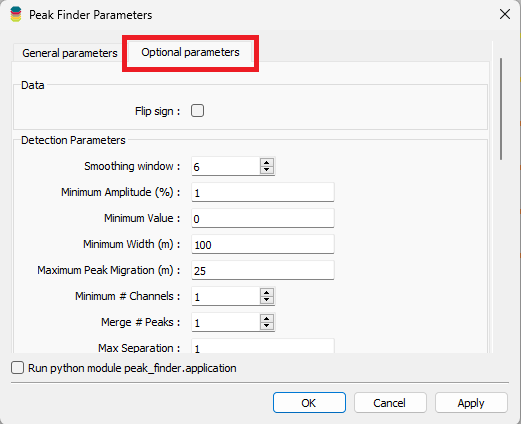 Peak Finder Parameters
General parameters Optional parameters
Data
Flip sign :
Detection Parameters
Smoothing window : 6
Minimum Amplitude (%) : 1
Minimum Value : 0
Minimum Width (m) : 100
Maximum Peak Migration (m) : 25
Minimum # Channels : 1
Merge # Peaks : 1
Max Separation : 1
Run python module peak_finder.application
OK Cancel Apply